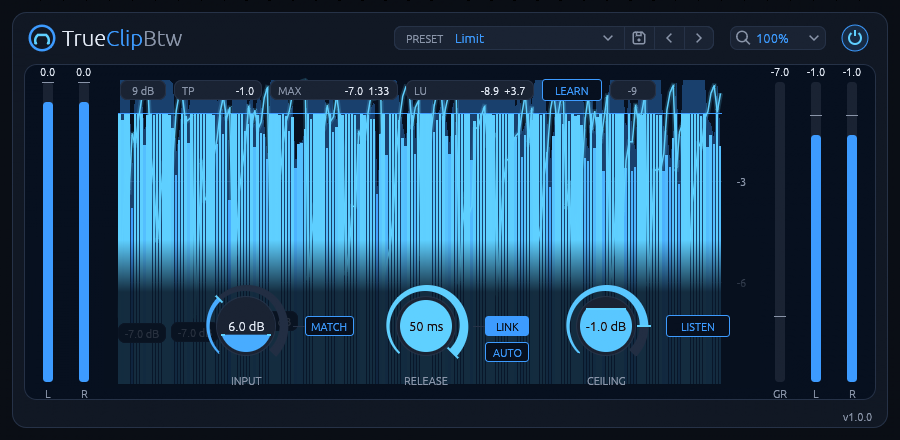 TrueClipBtw
PRESET Limit
100%
0.0 0.0
9 dB
TP -1.0
MAX -7.0 1:33
LU -8.9 +3.7
LEARN
-9
-7.0 -1.0 -1.0
-3
-6
-7.0 dB
-7.0 d
6.0 dB
MATCH
50 ms
LINK
AUTO
-1.0 dB
LISTEN
INPUT
RELEASE
CEILING
L R
GR L R
v1.0.0